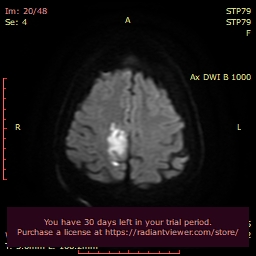 Im: 20/48
Se: 4
A
STP79
STP79
F
Ax DWI B 1000
R
L
You have 30 days left in your trial period.
Purchase a license at https://radiantviewer.com/store/